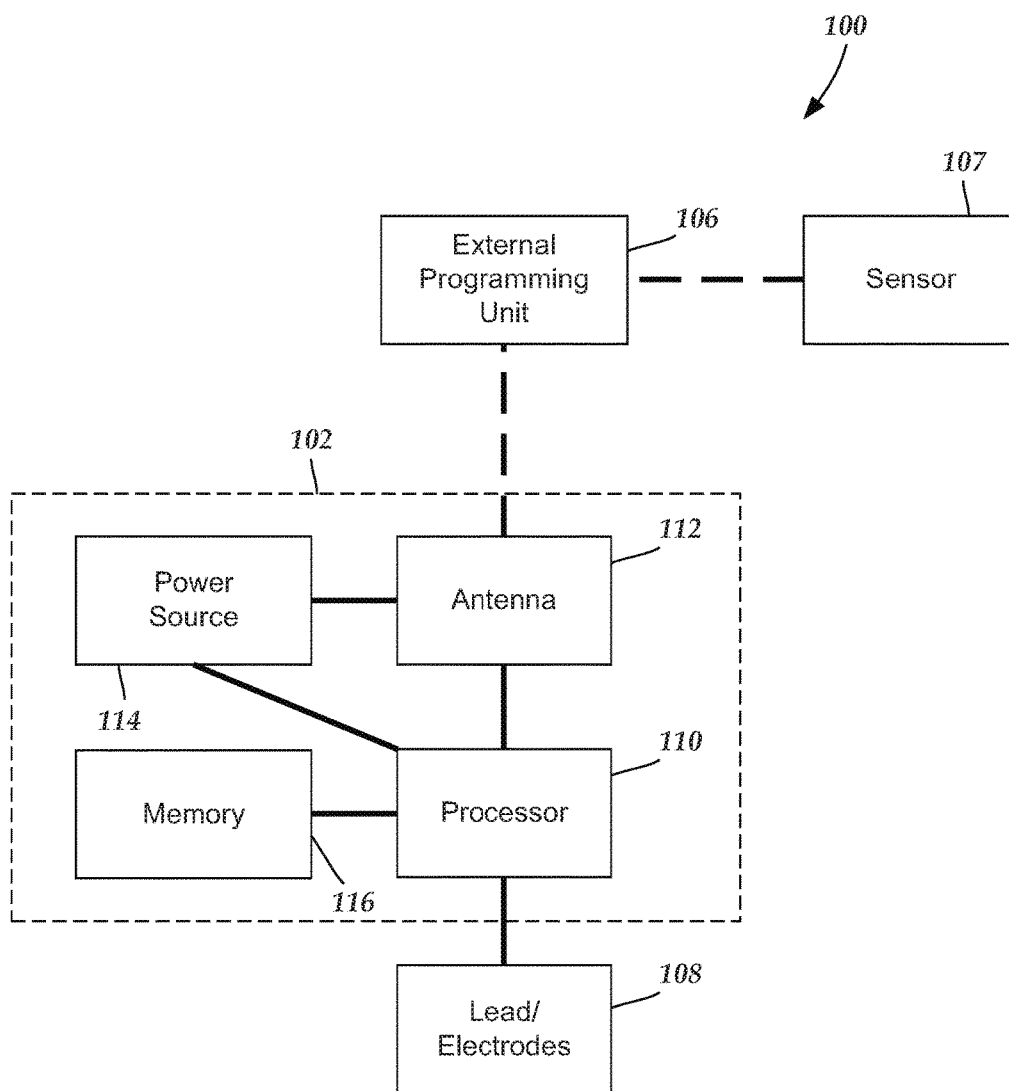 100
107
106
External
Programming
Unit
Sensor
102
112
Power
Source
Antenna
114
110
Memory
Processor
116
108
Lead/
Electrodes